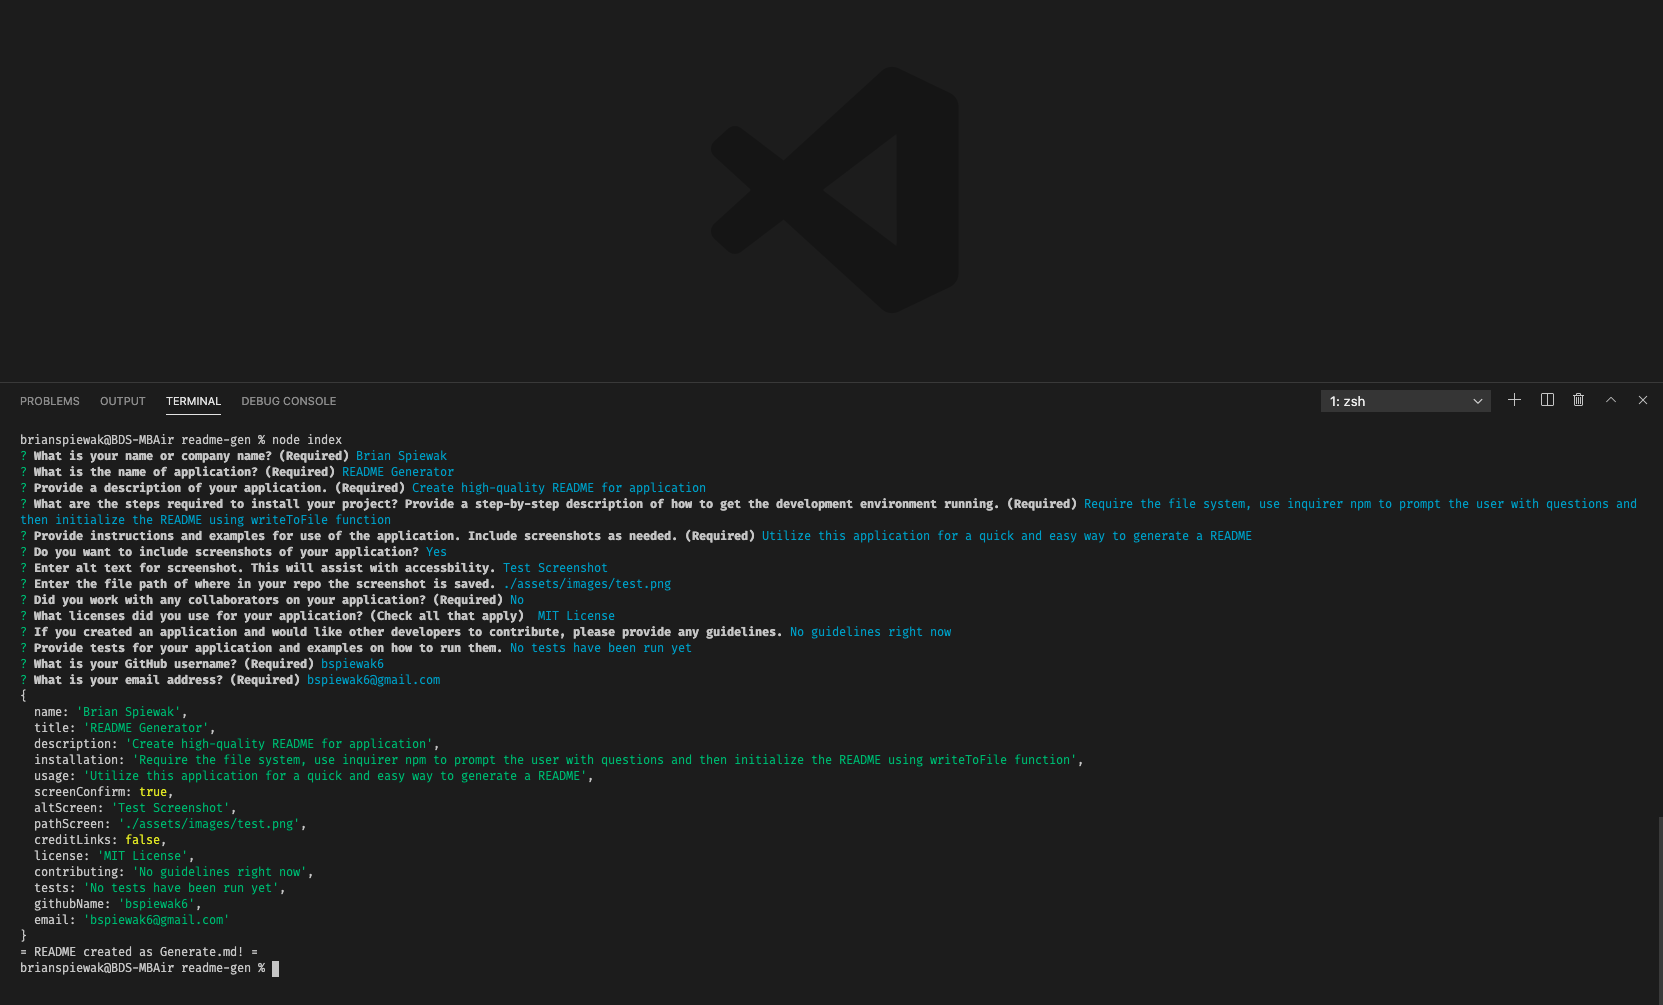 PROBLEMS OUTPUT TERMINAL DEBUG CONSOLE 1: zsh
brianspiewak@BDS-MBAir readme-gen % node index
? What is your name or company name? (Required) Brian Spiewak
? What is the name of application? (Required) README Generator
? Provide a description of your application. (Required) Create high-quality README for application
? What are the steps required to install your project? Provide a step-by-step description of how to get the development environment running. (Required) Require the file system, use inquirer npm to prompt the user with questions and
then initialize the README using writeToFile function
? Provide instructions and examples for use of the application. Include screenshots as needed. (Required) Utilize this application for a quick and easy way to generate a README
? Do you want to include screenshots of your application? Yes
? Enter alt text for screenshot. This will assist with accessbility. Test Screenshot
? Enter the file path of where in your repo the screenshot is saved. ./assets/images/test.png
? Did you work with any collaborators on your application? (Required) No
? What licenses did you use for your application? (Check all that apply)  MIT License
? If you created an application and would like other developers to contribute, please provide any guidelines. No guidelines right now
? Provide tests for your application and examples on how to run them. No tests have been run yet
? What is your GitHub username? (Required) bspiewak6
? What is your email address? (Required) bspiewak6@gmail.com
{
  name: 'Brian Spiewak',
  title: 'README Generator',
  description: 'Create high-quality README for application',
  installation: 'Require the file system, use inquirer npm to prompt the user with questions and then initialize the README using writeToFile function',
  usage: 'Utilize this application for a quick and easy way to generate a README',
  screenConfirm: true,
  altScreen: 'Test Screenshot',
  pathScreen: './assets/images/test.png',
  creditLinks: false,
  license: 'MIT License',
  contributing: 'No guidelines right now',
  tests: 'No tests have been run yet',
  githubName: 'bspiewak6',
  email: 'bspiewak6@gmail.com'
}
= README created as Generate.md! =
brianspiewak@BDS-MBAir readme-gen %